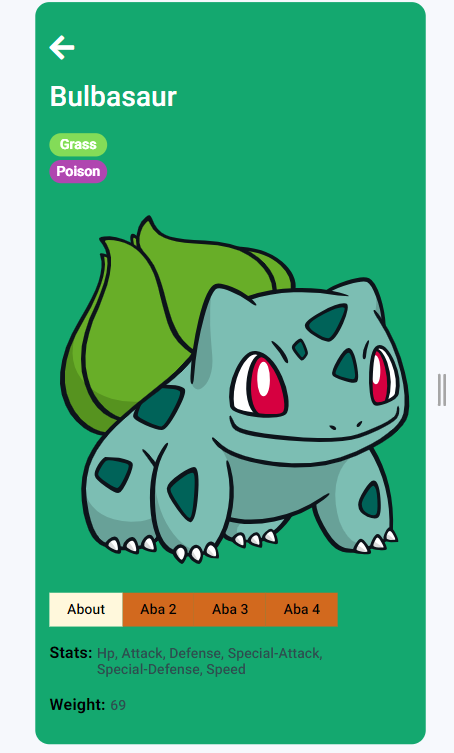 Bulbasaur
Grass
Poison
About Aba 2 Aba 3 Aba 4
Stats: Hp, Attack, Defense, Special-Attack,
Special-Defense, Speed
Weight: 69